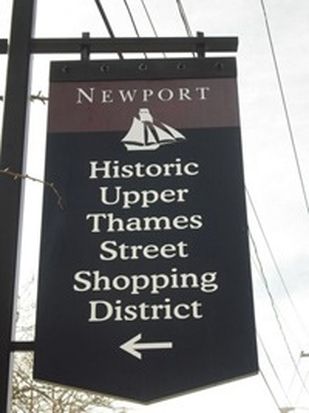 NEWPORT
Historic
Upper
Thames
Street
Shopping
District